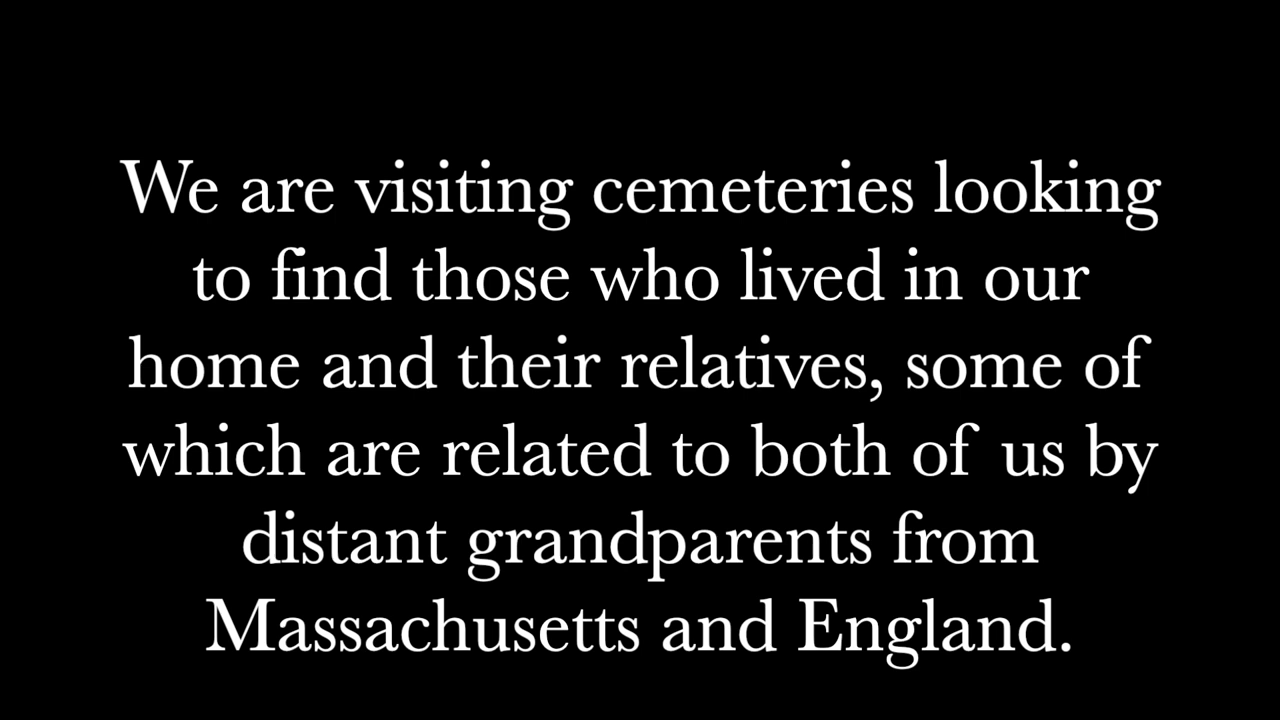 We are visiting cemeteries looking
to find those who lived in our
home and their relatives, some of
which are related to both of us by
distant grandparents from
Massachusetts and England.